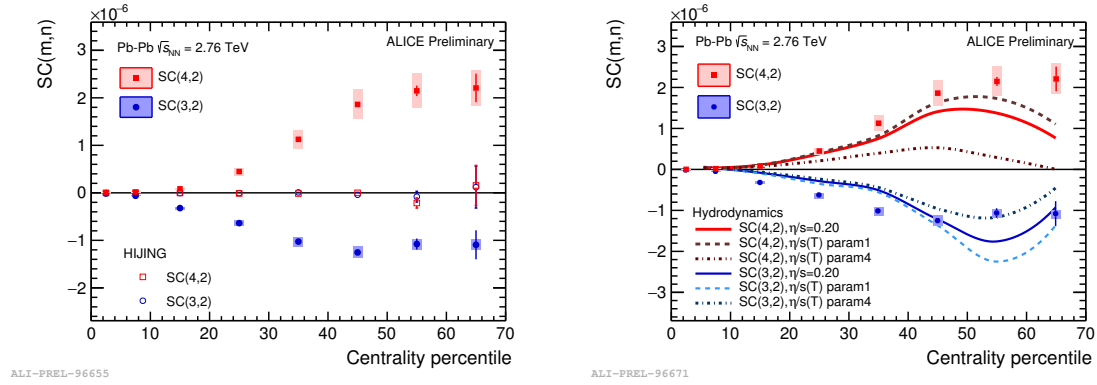 ×10⁻⁶
SC(m,n)
3
2
1
0
−1
−2
Pb-Pb √sNN = 2.76 TeV
ALICE Preliminary
SC(4,2)
SC(3,2)
HIJING
SC(4,2)
SC(3,2)
0 10 20 30 40 50 60 70
Centrality percentile
ALI-PREL-96655
×10⁻⁶
SC(m,n)
3
2
1
0
−1
−2
−3
Pb-Pb √sNN = 2.76 TeV
ALICE Preliminary
SC(4,2)
SC(3,2)
Hydrodynamics
SC(4,2),η/s=0.20
SC(4,2),η/s(T) param1
SC(4,2),η/s(T) param4
SC(3,2),η/s=0.20
SC(3,2),η/s(T) param1
SC(3,2),η/s(T) param4
0 10 20 30 40 50 60 70
Centrality percentile
ALI-PREL-96671